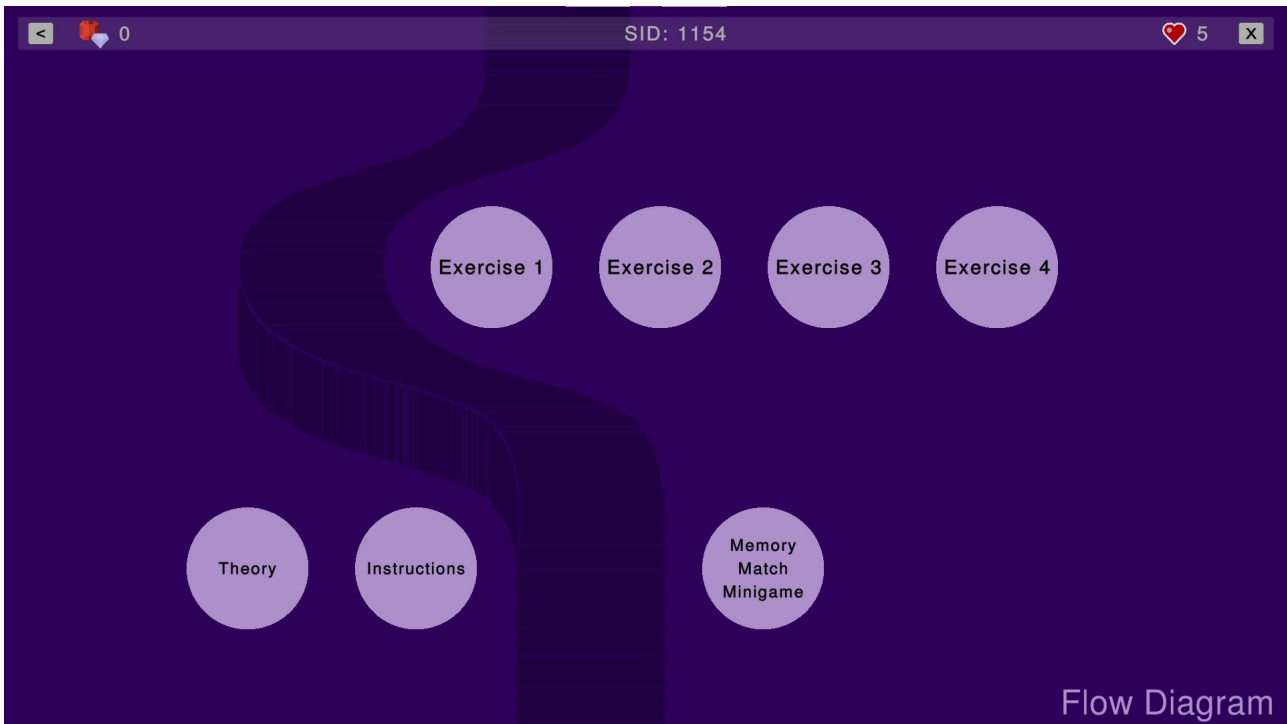 < 0 SID: 1154 5 X
Exercise 1 Exercise 2 Exercise 3 Exercise 4
Theory Instructions Memory
Match
Minigame
Flow Diagram